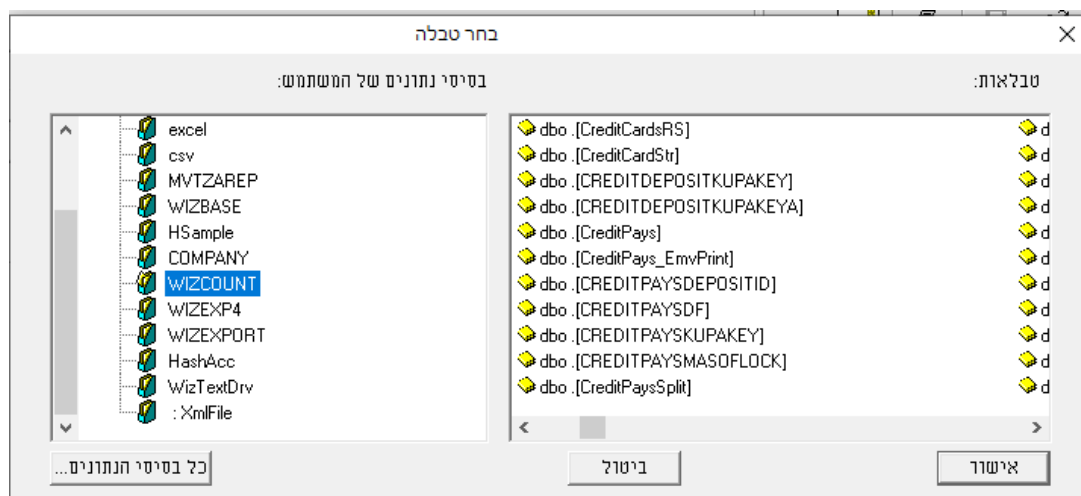 בחר טבלה
בסיסי נתונים של המשתמש:
טבלאות:
excel
csv
MVTZAREP
WIZBASE
HSample
COMPANY
WIZCOUNT
WIZEXP4
WIZEXPORT
HashAcc
WizTextDrv
: XmlFile
dbo .[CreditCardsRS]
dbo .[CreditCardStr]
dbo .[CREDITDEPOSITKUPAKEY]
dbo .[CREDITDEPOSITKUPAKEYA]
dbo .[CreditPays]
dbo .[CreditPays_EmvPrint]
dbo .[CREDITPAYSDEPOSITID]
dbo .[CREDITPAYSDF]
dbo .[CREDITPAYSKUPAKEY]
dbo .[CREDITPAYSMASOFLOCK]
dbo .[CreditPaysSplit]
d
d
d
d
d
d
d
d
d
d
d
כל בסיסי הנתונים...
ביטול
אישור